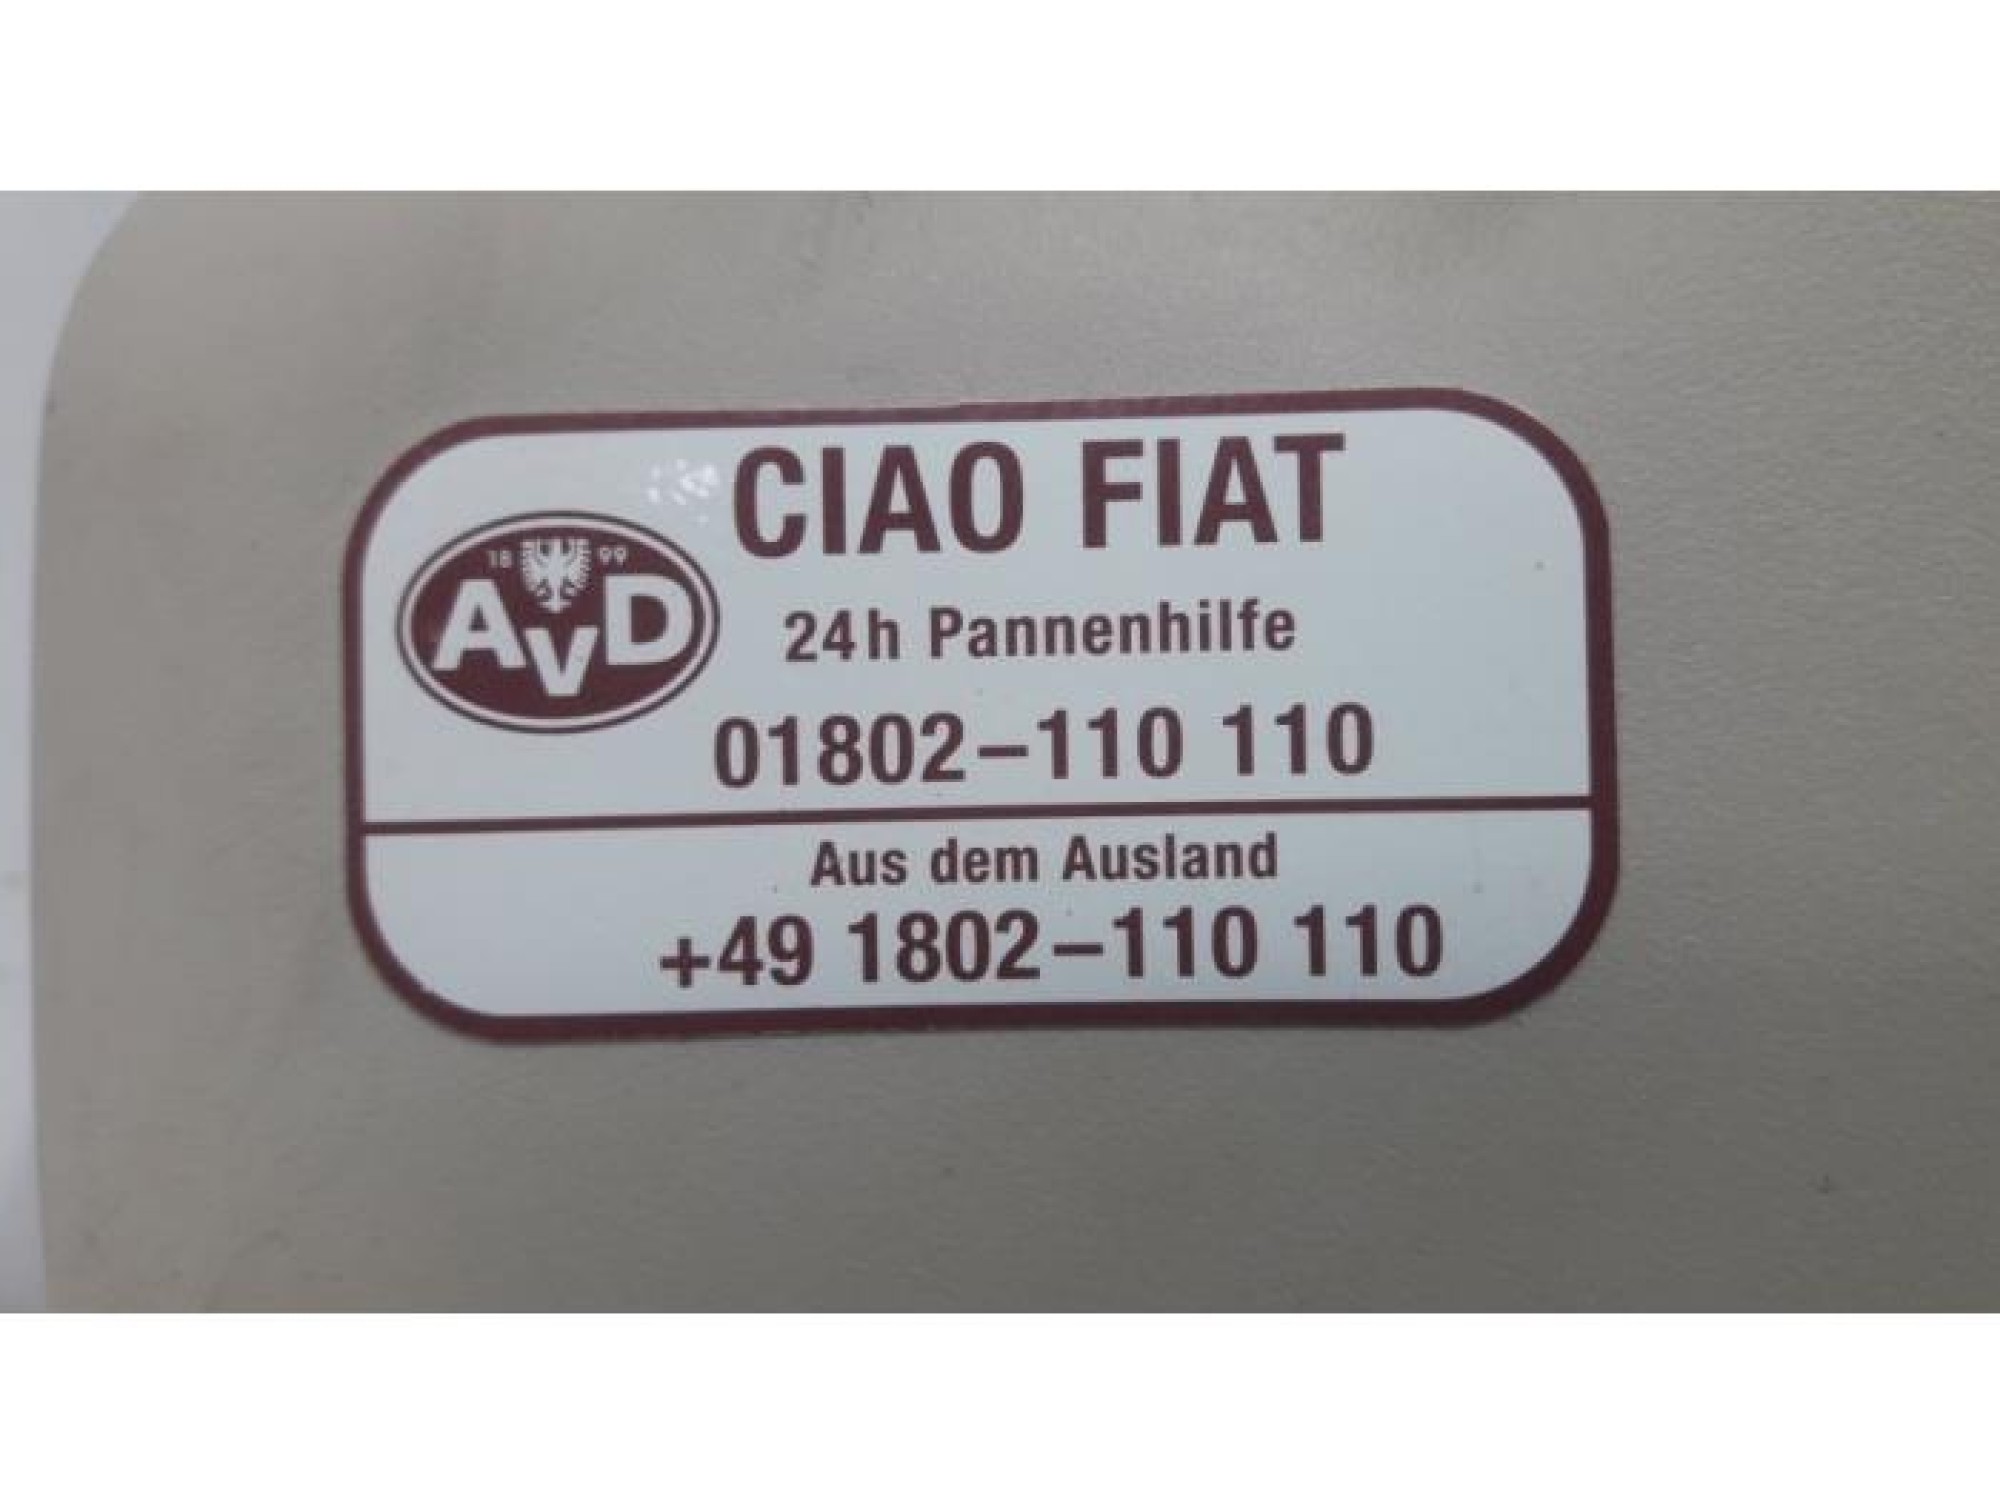 CIAO FIAT
18 99
AvD
24h Pannenhilfe
01802–110 110
Aus dem Ausland
+49 1802–110 110